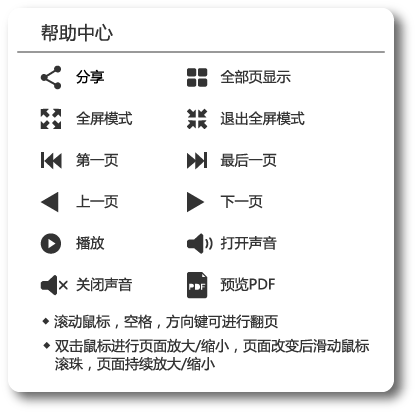 帮助中心
分享 全部页显示
全屏模式 退出全屏模式
第一页 最后一页
上一页 下一页
播放 打开声音
关闭声音 PDF 预览PDF
滚动鼠标，空格，方向键可进行翻页
双击鼠标进行页面放大/缩小，页面改变后滑动鼠标
滚珠，页面持续放大/缩小